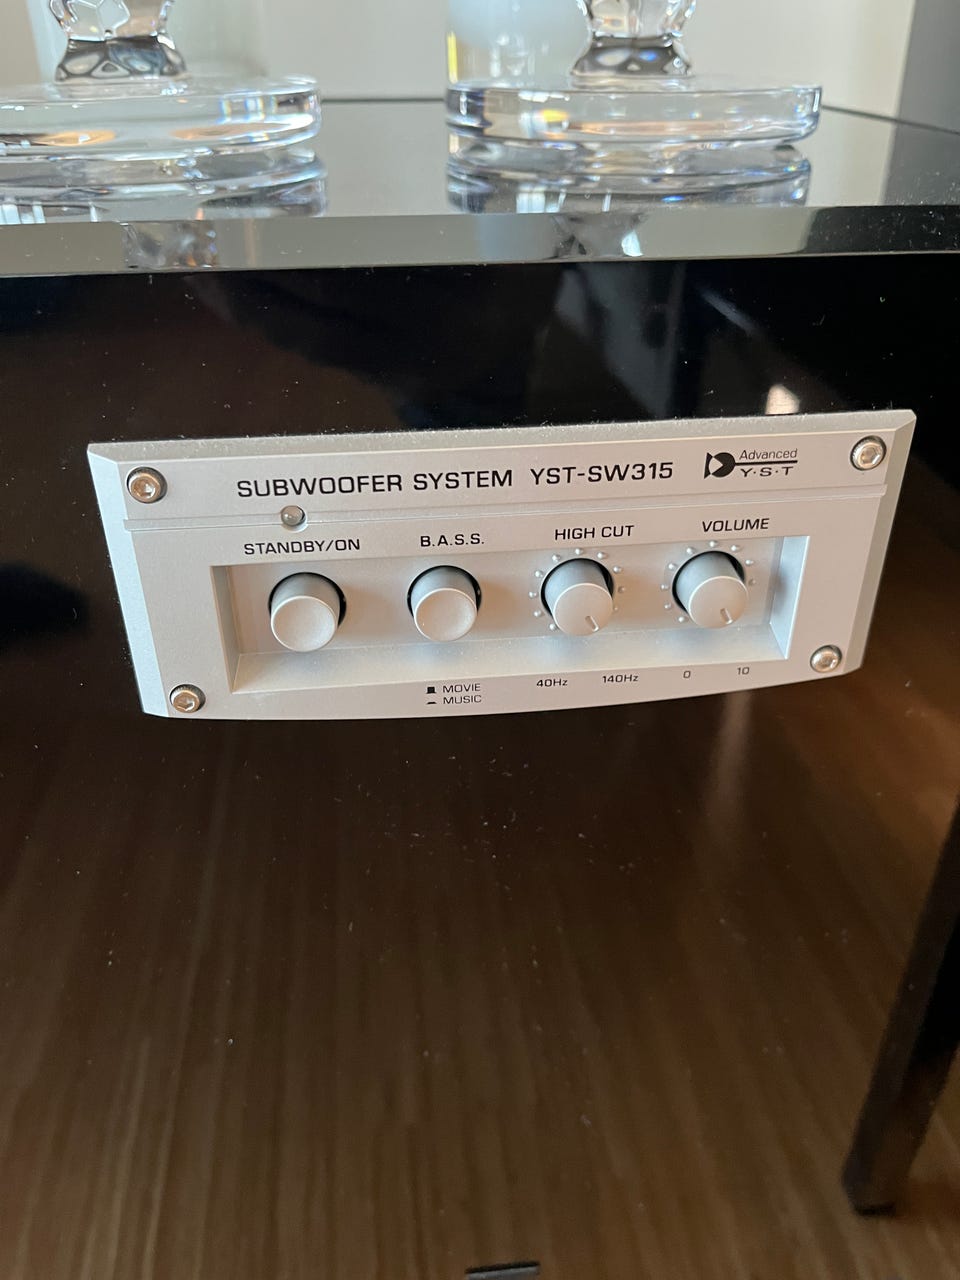 SUBWOOFER SYSTEM YST-SW315
Advanced
Y·S·T
STANDBY/ON
B.A.S.S.
HIGH CUT
VOLUME
MOVIE
MUSIC
40Hz 140Hz
0 10